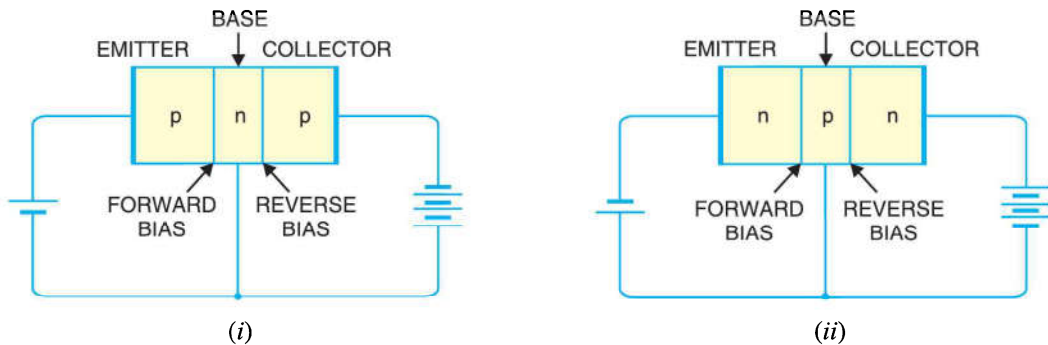 BASE
EMITTER COLLECTOR
p n p
FORWARD BIAS
REVERSE BIAS
(i)
BASE
EMITTER COLLECTOR
n p n
FORWARD BIAS
REVERSE BIAS
(ii)